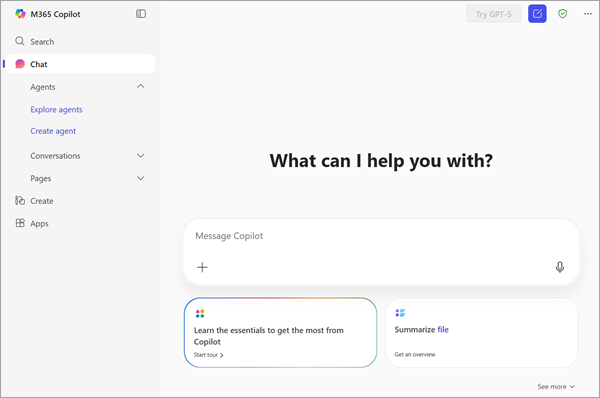 M365 Copilot
Search
Chat
Agents
Explore agents
Create agent
Conversations
Pages
Create
Apps
Try GPT-5
What can I help you with?
Message Copilot
Learn the essentials to get the most from
Copilot
Start tour
Summarize file
Get an overview
See more